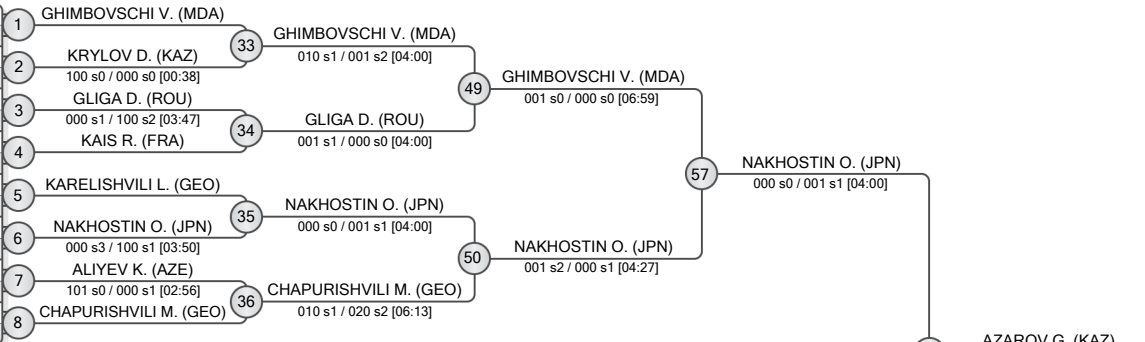 1 GHIMBOVSCHI V. (MDA)
33 GHIMBOVSCHI V. (MDA)
010 s1 / 001 s2 [04:00]
2 KRYLOV D. (KAZ)
100 s0 / 000 s0 [00:38]
49 GHIMBOVSCHI V. (MDA)
001 s0 / 000 s0 [06:59]
3 GLIGA D. (ROU)
000 s1 / 100 s2 [03:47]
34 GLIGA D. (ROU)
001 s1 / 000 s0 [04:00]
4 KAIS R. (FRA)
57 NAKHOSTIN O. (JPN)
000 s0 / 001 s1 [04:00]
5 KARELISHVILI L. (GEO)
35 NAKHOSTIN O. (JPN)
000 s0 / 001 s1 [04:00]
6 NAKHOSTIN O. (JPN)
000 s3 / 100 s1 [03:50]
50 NAKHOSTIN O. (JPN)
001 s2 / 000 s1 [04:27]
7 ALIYEV K. (AZE)
101 s0 / 000 s1 [02:56]
36 CHAPURISHVILI M. (GEO)
010 s1 / 020 s2 [06:13]
8 CHAPURISHVILI M. (GEO)
AZAROV G. (KAZ)